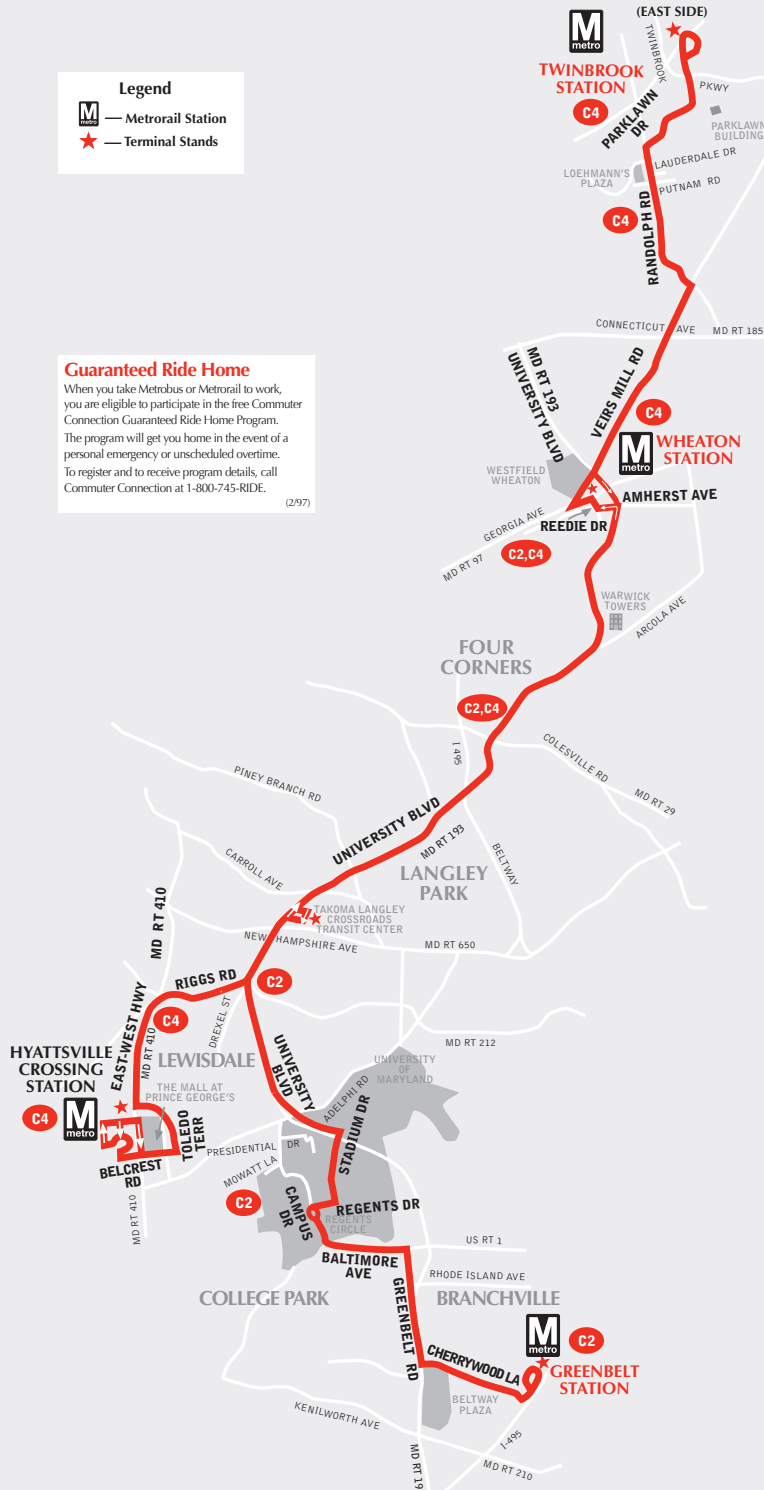 Legend
M
metro
— Metrorail Station
— Terminal Stands
Guaranteed Ride Home
When you take Metrobus or Metrorail to work,
you are eligible to participate in the free Commuter
Connection Guaranteed Ride Home Program.
The program will get you home in the event of a
personal emergency or unscheduled overtime.
To register and to receive program details, call
Commuter Connection at 1-800-745-RIDE.
(2/97)
(EAST SIDE)
M
metro
TWINBROOK
STATION
C4
TWINBROOK
PKWY
PARKLAWN
DR
PARKLAWN
BUILDING
LAUDERDALE DR
LOEHMANN'S
PLAZA
PUTNAM RD
C4
RANDOLPH RD
CONNECTICUT AVE
MD RT 185
MD RT 193
UNIVERSITY BLVD
VEIRS MILL RD
C4
M
metro
WHEATON
STATION
WESTFIELD
WHEATON
AMHERST AVE
REEDIE DR
GEORGIA AVE
MD RT 97
C2,C4
WARWICK
TOWERS
ARCOLA AVE
FOUR
CORNERS
C2,C4
I 495
COLESVILLE RD
MD RT 29
PINEY BRANCH RD
UNIVERSITY BLVD
MD RT 193
BELTWAY
CARROLL AVE
LANGLEY
PARK
MD RT 410
TAKOMA LANGLEY
CROSSROADS
TRANSIT CENTER
NEW HAMPSHIRE AVE
MD RT 650
RIGGS RD
C2
EAST-WEST HWY
C4
DREXEL ST
MD RT 410
MD RT 212
HYATTSVILLE
CROSSING
STATION
LEWISDALE
UNIVERSITY
BLVD
UNIVERSITY
OF
MARYLAND
ADELPHI RD
THE MALL AT
PRINCE GEORGE'S
C4
M
metro
TOLEDO
TERR
STADIUM DR
PRESIDENTIAL DR
BELCREST
RD
MOWATT LA
MD RT 410
C2
CAMPUS
DR
REGENTS DR
REGENTS
CIRCLE
US RT 1
BALTIMORE
AVE
RHODE ISLAND AVE
COLLEGE PARK
GREENBELT RD
BRANCHVILLE
M
metro
C2
CHERRYWOOD LA
GREENBELT
STATION
BELTWAY
PLAZA
KENILWORTH AVE
I-495
MD RT 210
MD RT 19